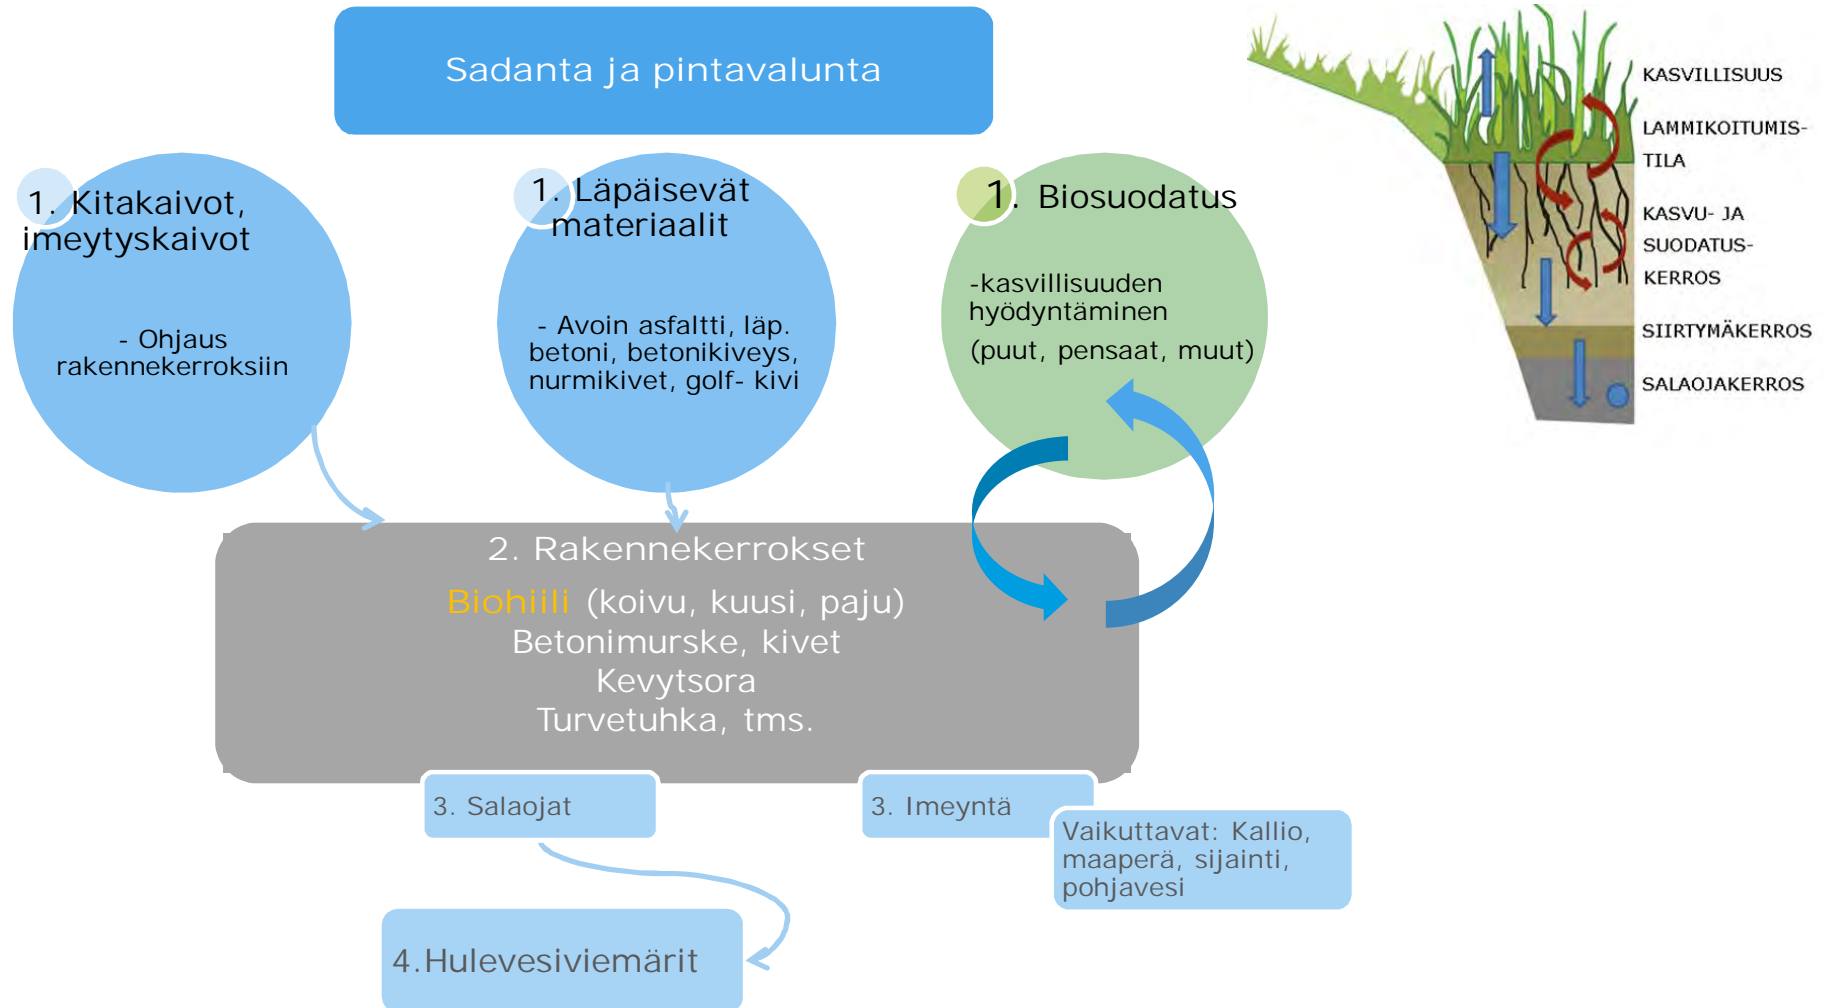 Sadanta ja pintavalunta
1. Kitakaivot,
imeytyskaivot
- Ohjaus
rakennekerroksiin
1. Läpäisevät
materiaalit
- Avoin asfaltti, läp.
betoni, betonikiveys,
nurmikivet, golf- kivi
1. Biosuodatus
-kasvillisuuden
hyödyntäminen
(puut, pensaat, muut)
KASVILLISUUS
LAMMIKOITUMIS-
TILA
KASVU- JA
SUODATUS-
KERROS
SIIRTYMÄKERROS
SALAOJAKERROS
2. Rakennekerrokset
Biohiili (koivu, kuusi, paju)
Betonimurske, kivet
Kevytsora
Turvetuhka, tms.
3. Salaojat
3. Imeyntä
Vaikuttavat: Kallio,
maaperä, sijainti,
pohjavesi
4.Hulevesiviemärit